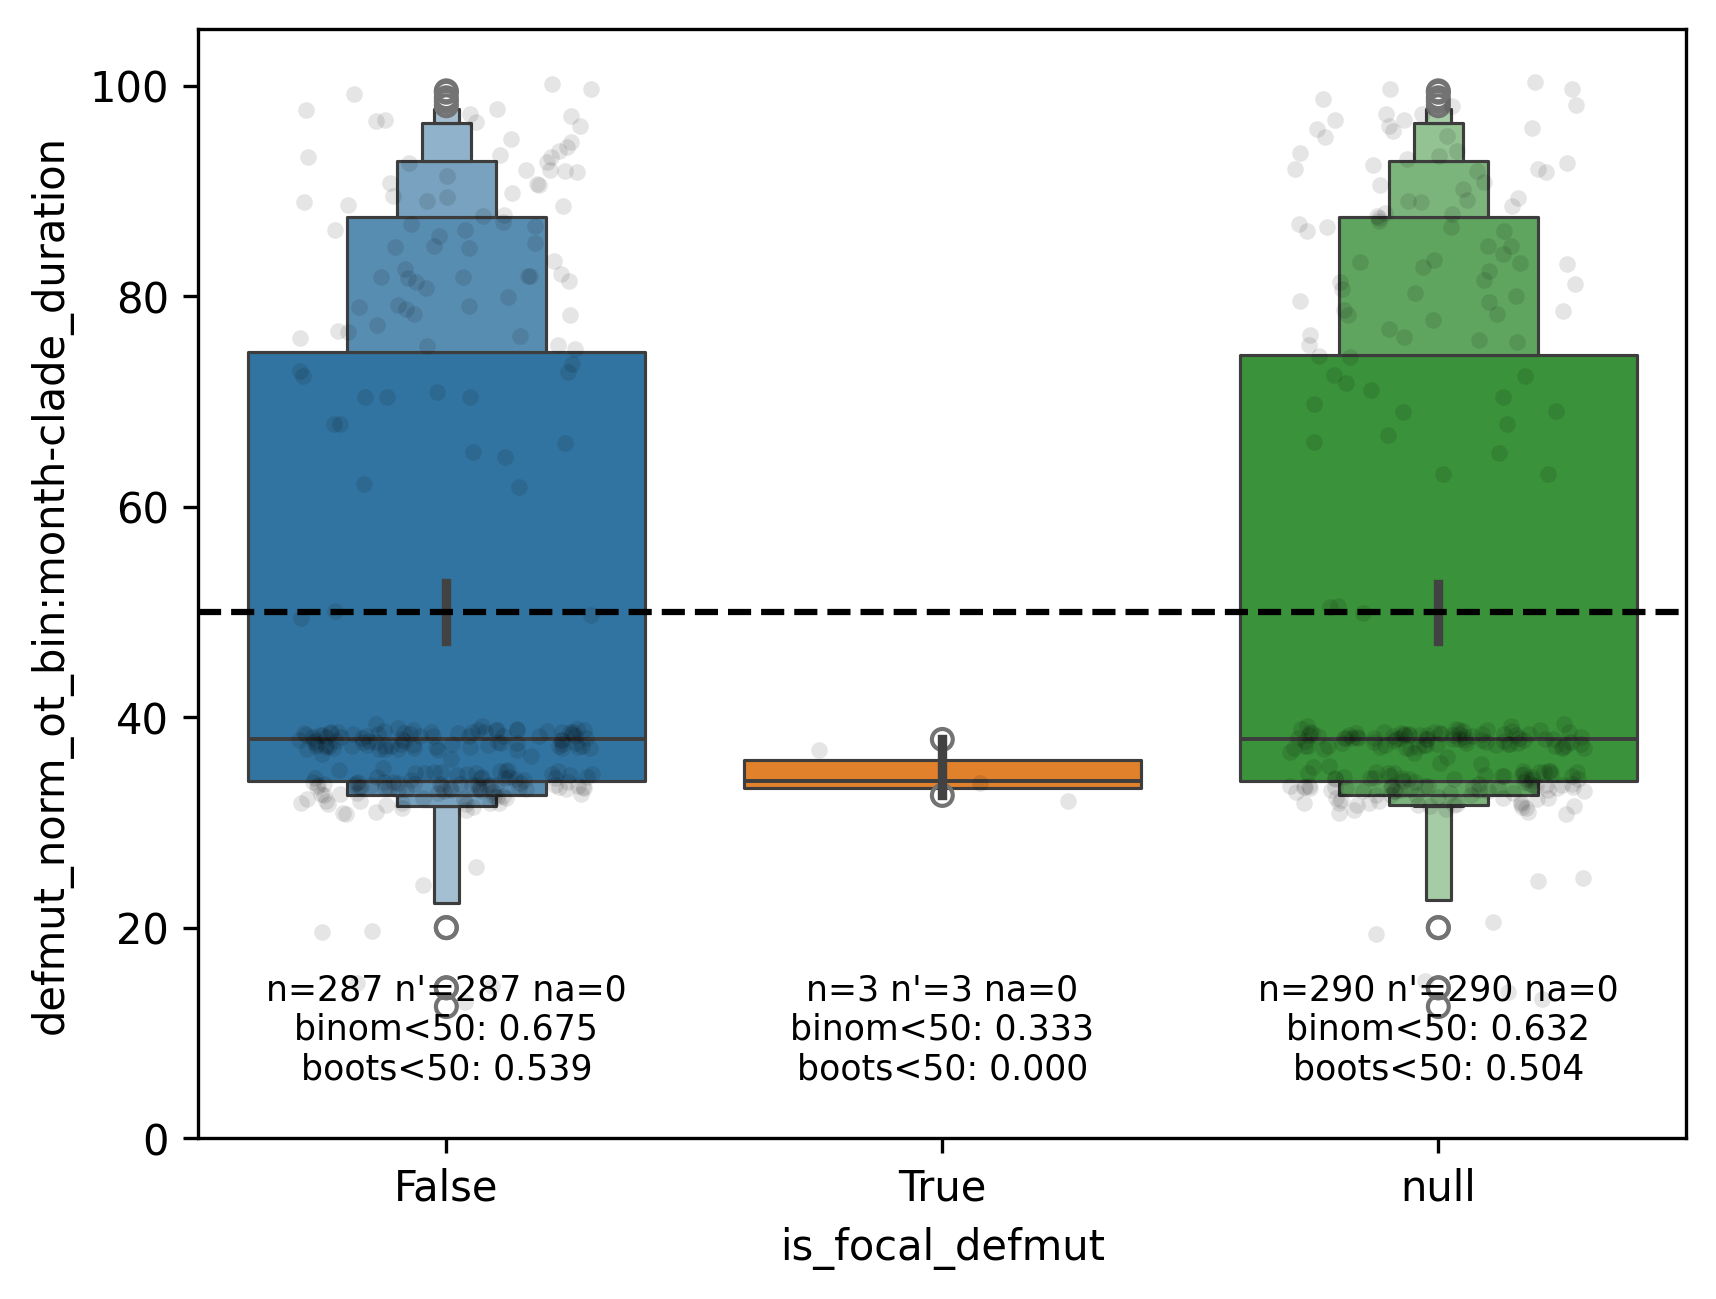 defmut_norm_ot_bin:month-clade_duration
100
80
60
40
20
0
n=287 n'=287 na=0
binom<50: 0.675
boots<50: 0.539
n=3 n'=3 na=0
binom<50: 0.333
boots<50: 0.000
n=290 n'=290 na=0
binom<50: 0.632
boots<50: 0.504
False
True
null
is_focal_defmut